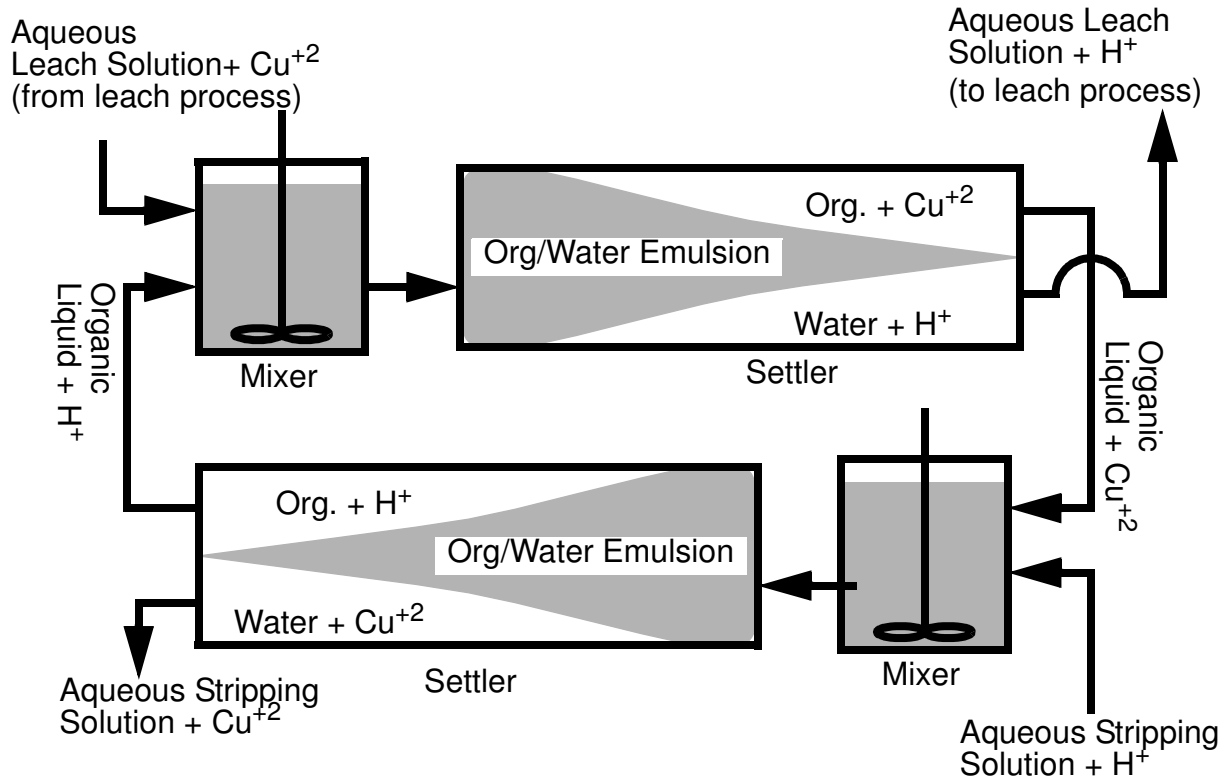 Aqueous
Leach Solution+ Cu⁺²
(from leach process)
Aqueous Leach
Solution + H⁺
(to leach process)
Org. + Cu⁺²
Org/Water Emulsion
Water + H⁺
Mixer
Settler
Organic
Liquid + H⁺
Organic
Liquid + Cu⁺²
Org. + H⁺
Org/Water Emulsion
Water + Cu⁺²
Settler
Mixer
Aqueous Stripping
Solution + Cu⁺²
Aqueous Stripping
Solution + H⁺